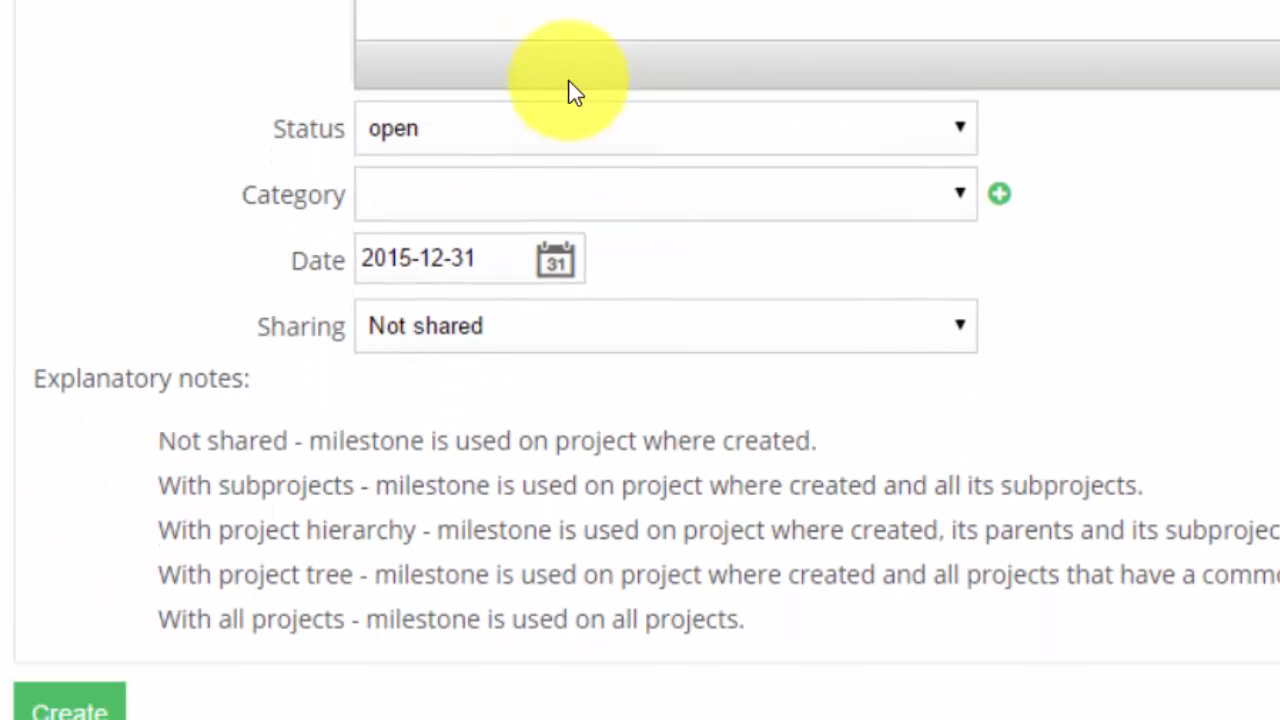 Status open
Category
Date 2015-12-31 31
Sharing Not shared
Explanatory notes:
Not shared - milestone is used on project where created.
With subprojects - milestone is used on project where created and all its subprojects.
With project hierarchy - milestone is used on project where created, its parents and its
With project tree - milestone is used on project where created and all projects that have a
With all projects - milestone is used on all projects.
Create